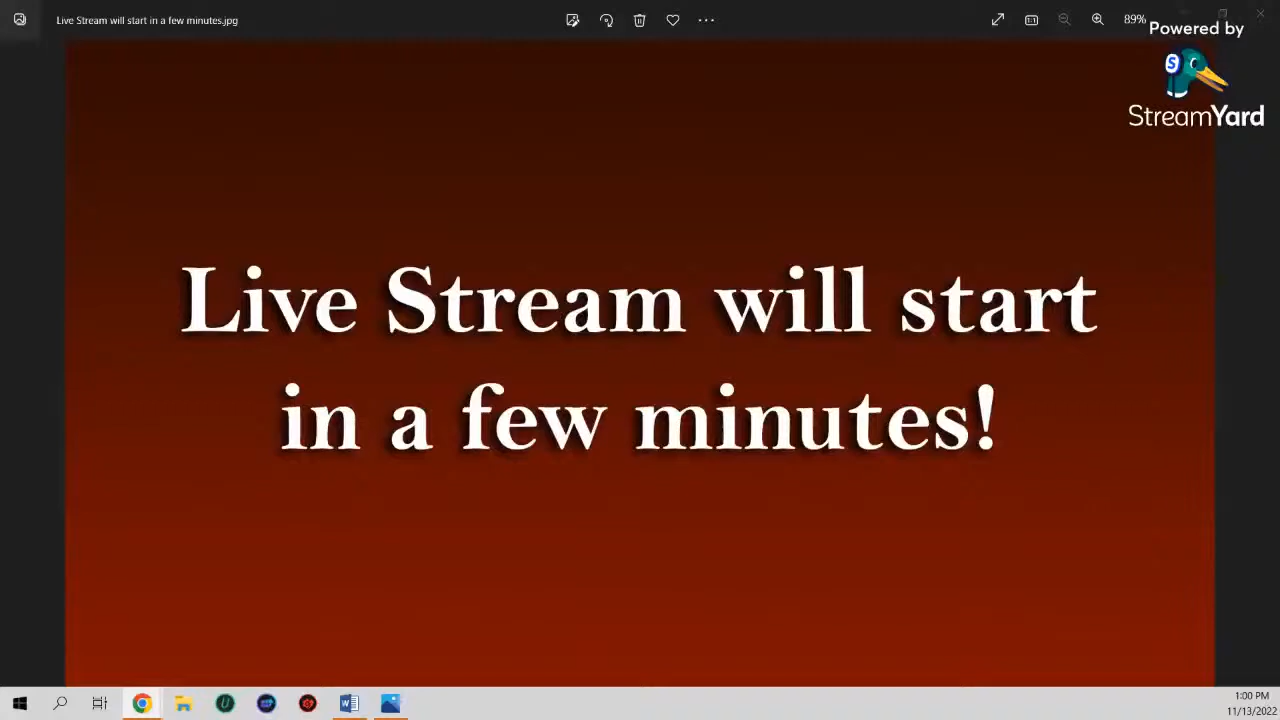 Live Stream will start in a few minutes.jpg
89%
Powered by
S
StreamYard
Live Stream will start
in a few minutes!
1:00 PM
11/13/2022